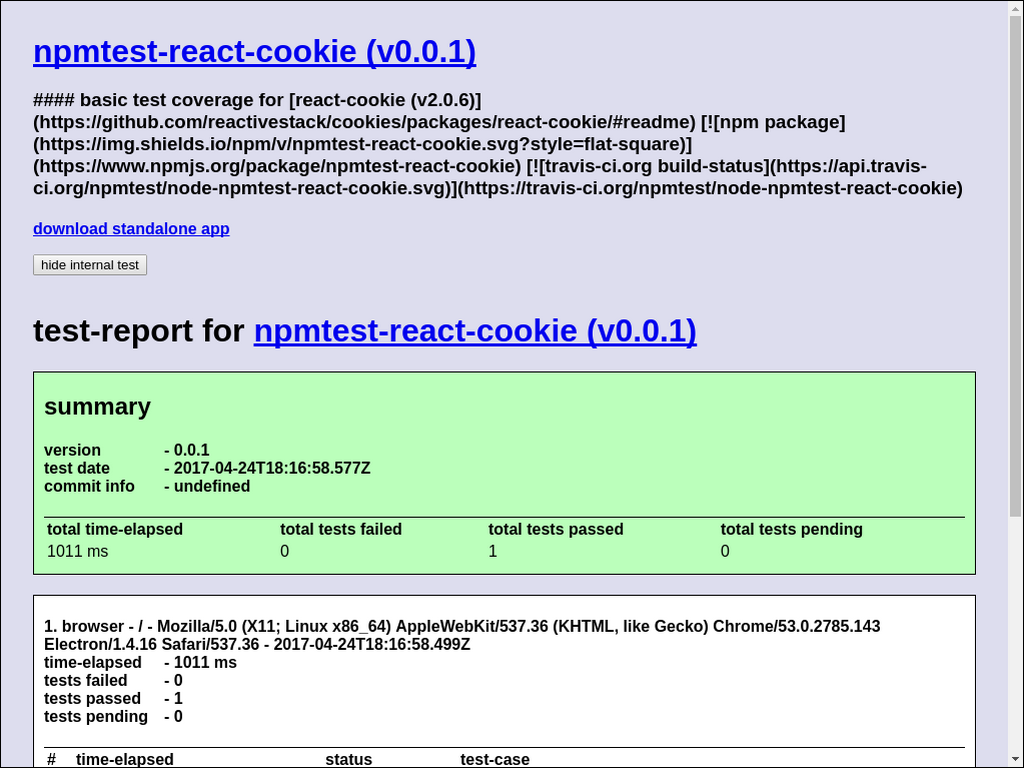 npmtest-react-cookie (v0.0.1)
#### basic test coverage for [react-cookie (v2.0.6)]
(https://github.com/reactivestack/cookies/packages/react-cookie/#readme) [![npm package]
(https://img.shields.io/npm/v/npmtest-react-cookie.svg?style=flat-square)]
(https://www.npmjs.org/package/npmtest-react-cookie) [![travis-ci.org build-status](https://api.travis-
ci.org/npmtest/node-npmtest-react-cookie.svg)](https://travis-ci.org/npmtest/node-npmtest-react-cookie)
download standalone app
hide internal test
test-report for npmtest-react-cookie (v0.0.1)
summary
version - 0.0.1
test date - 2017-04-24T18:16:58.577Z
commit info - undefined
total time-elapsed total tests failed total tests passed total tests pending
1011 ms 0 1 0
1. browser - / - Mozilla/5.0 (X11; Linux x86_64) AppleWebKit/537.36 (KHTML, like Gecko) Chrome/53.0.2785.143
Electron/1.4.16 Safari/537.36 - 2017-04-24T18:16:58.499Z
time-elapsed - 1011 ms
tests failed - 0
tests passed - 1
tests pending - 0
# time-elapsed status test-case